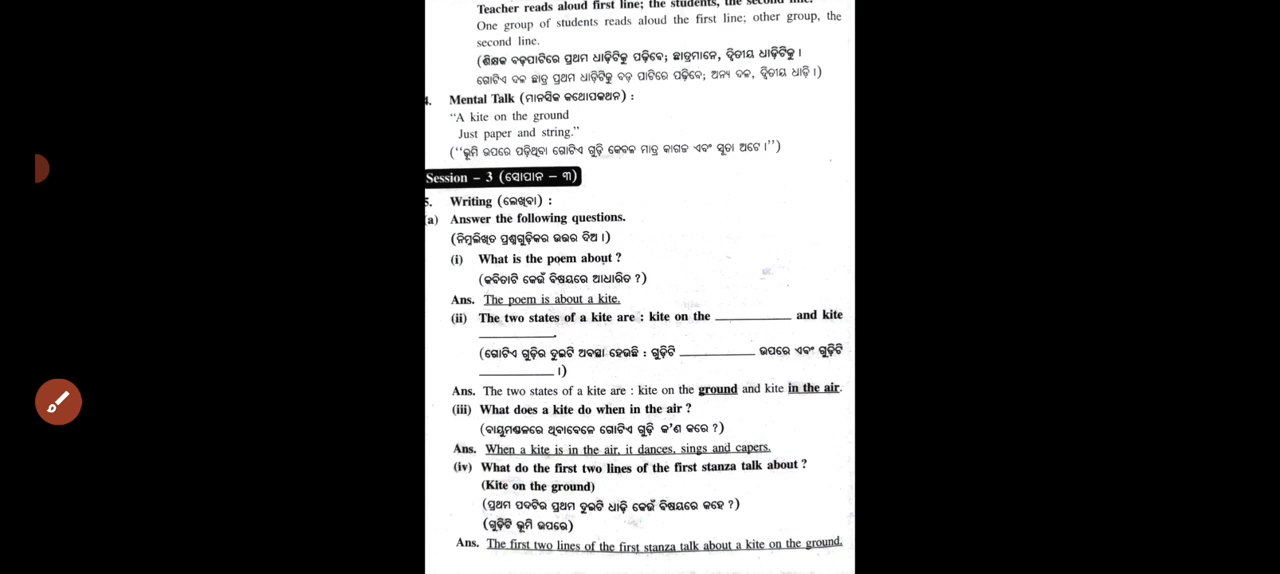 Teacher reads aloud first line; the students, the second line.
One group of students reads aloud the first line; other group, the
second line.
(ଶିକ୍ଷକ ବଡ଼ପାଟିରେ ପ୍ରଥମ ଧାଡ଼ିଟିକୁ ପଢ଼ିବେ; ଛାତ୍ରମାନେ, ଦ୍ୱିତୀୟ ଧାଡ଼ିଟିକୁ ।
ଗୋଟିଏ ଦଳ ଛାତ୍ର ପ୍ରଥମ ଧାଡ଼ିଟିକୁ ବଡ଼ ପାଟିରେ ପଢ଼ିବେ; ଅନ୍ୟ ଦଳ, ଦ୍ୱିତୀୟ ଧାଡ଼ି ।)
4. Mental Talk (ମାନସିକ କଥୋପକଥନ) :
“A kite on the ground
Just paper and string.”
(‘‘ଭୂମି ଉପରେ ପଡ଼ିଥିବା ଗୋଟିଏ ଗୁଡ଼ି କେବଳ ମାତ୍ର କାଗଜ ଏବଂ ସୂତା ଅଟେ ।’’)
Session – 3 (ସୋପାନ – ୩)
5. Writing (ଲେଖିବା) :
(a) Answer the following questions.
(ନିମ୍ନଲିଖିତ ପ୍ରଶ୍ନଗୁଡ଼ିକର ଉତ୍ତର ଦିଅ ।)
(i) What is the poem about ?
(କବିତାଟି କେଉଁ ବିଷୟରେ ଆଧାରିତ ?)
Ans. The poem is about a kite.
(ii) The two states of a kite are : kite on the __________ and kite
__________.
(ଗୋଟିଏ ଗୁଡ଼ିର ଦୁଇଟି ଅବସ୍ଥା ହେଉଛି : ଗୁଡ଼ିଟି __________ ଉପରେ ଏବଂ ଗୁଡ଼ିଟି
__________ ।)
Ans. The two states of a kite are : kite on the ground and kite in the air.
(iii) What does a kite do when in the air ?
(ବାୟୁମଣ୍ଡଳରେ ଥିବାବେଳେ ଗୋଟିଏ ଗୁଡ଼ି କ’ଣ କରେ ?)
Ans. When a kite is in the air, it dances, sings and capers.
(iv) What do the first two lines of the first stanza talk about ?
(Kite on the ground)
(ପ୍ରଥମ ପଦଟିର ପ୍ରଥମ ଦୁଇଟି ଧାଡ଼ି କେଉଁ ବିଷୟରେ କହେ ?)
(ଗୁଡ଼ିଟି ଭୂମି ଉପରେ)
Ans. The first two lines of the first stanza talk about a kite on the ground.